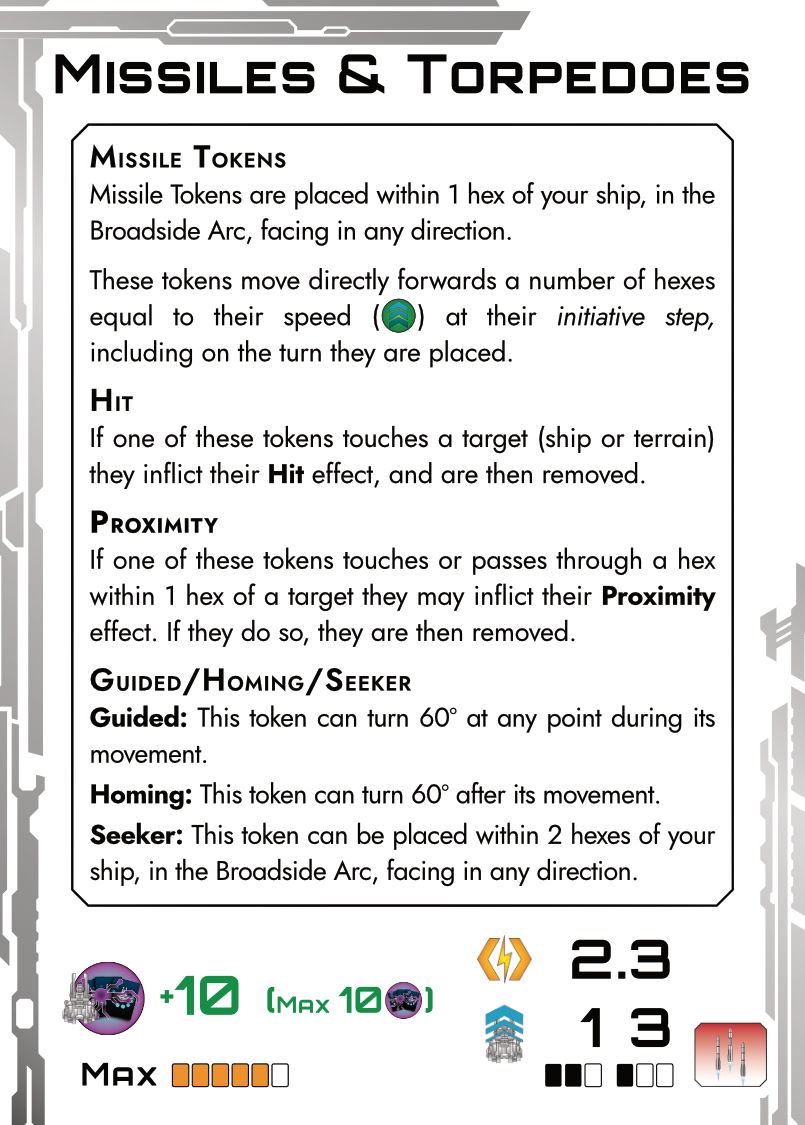 Missiles & Torpedoes
Missile Tokens
Missile Tokens are placed within 1 hex of your ship, in the
Broadside Arc, facing in any direction.
These tokens move directly forwards a number of hexes
equal to their speed ( ) at their initiative step,
including on the turn they are placed.
Hit
If one of these tokens touches a target (ship or terrain)
they inflict their Hit effect, and are then removed.
Proximity
If one of these tokens touches or passes through a hex
within 1 hex of a target they may inflict their Proximity
effect. If they do so, they are then removed.
Guided/Homing/Seeker
Guided: This token can turn 60° at any point during its
movement.
Homing: This token can turn 60° after its movement.
Seeker: This token can be placed within 2 hexes of your
ship, in the Broadside Arc, facing in any direction.
+10 (Max 10 )
2.3
1 3
Max